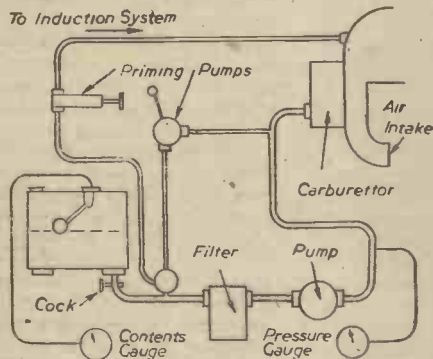 To Induction System
Priming
Pumps
Air
Intake
Carburettor
Filter
Pump
Cock
Contents
Gauge
Pressure
Gauge